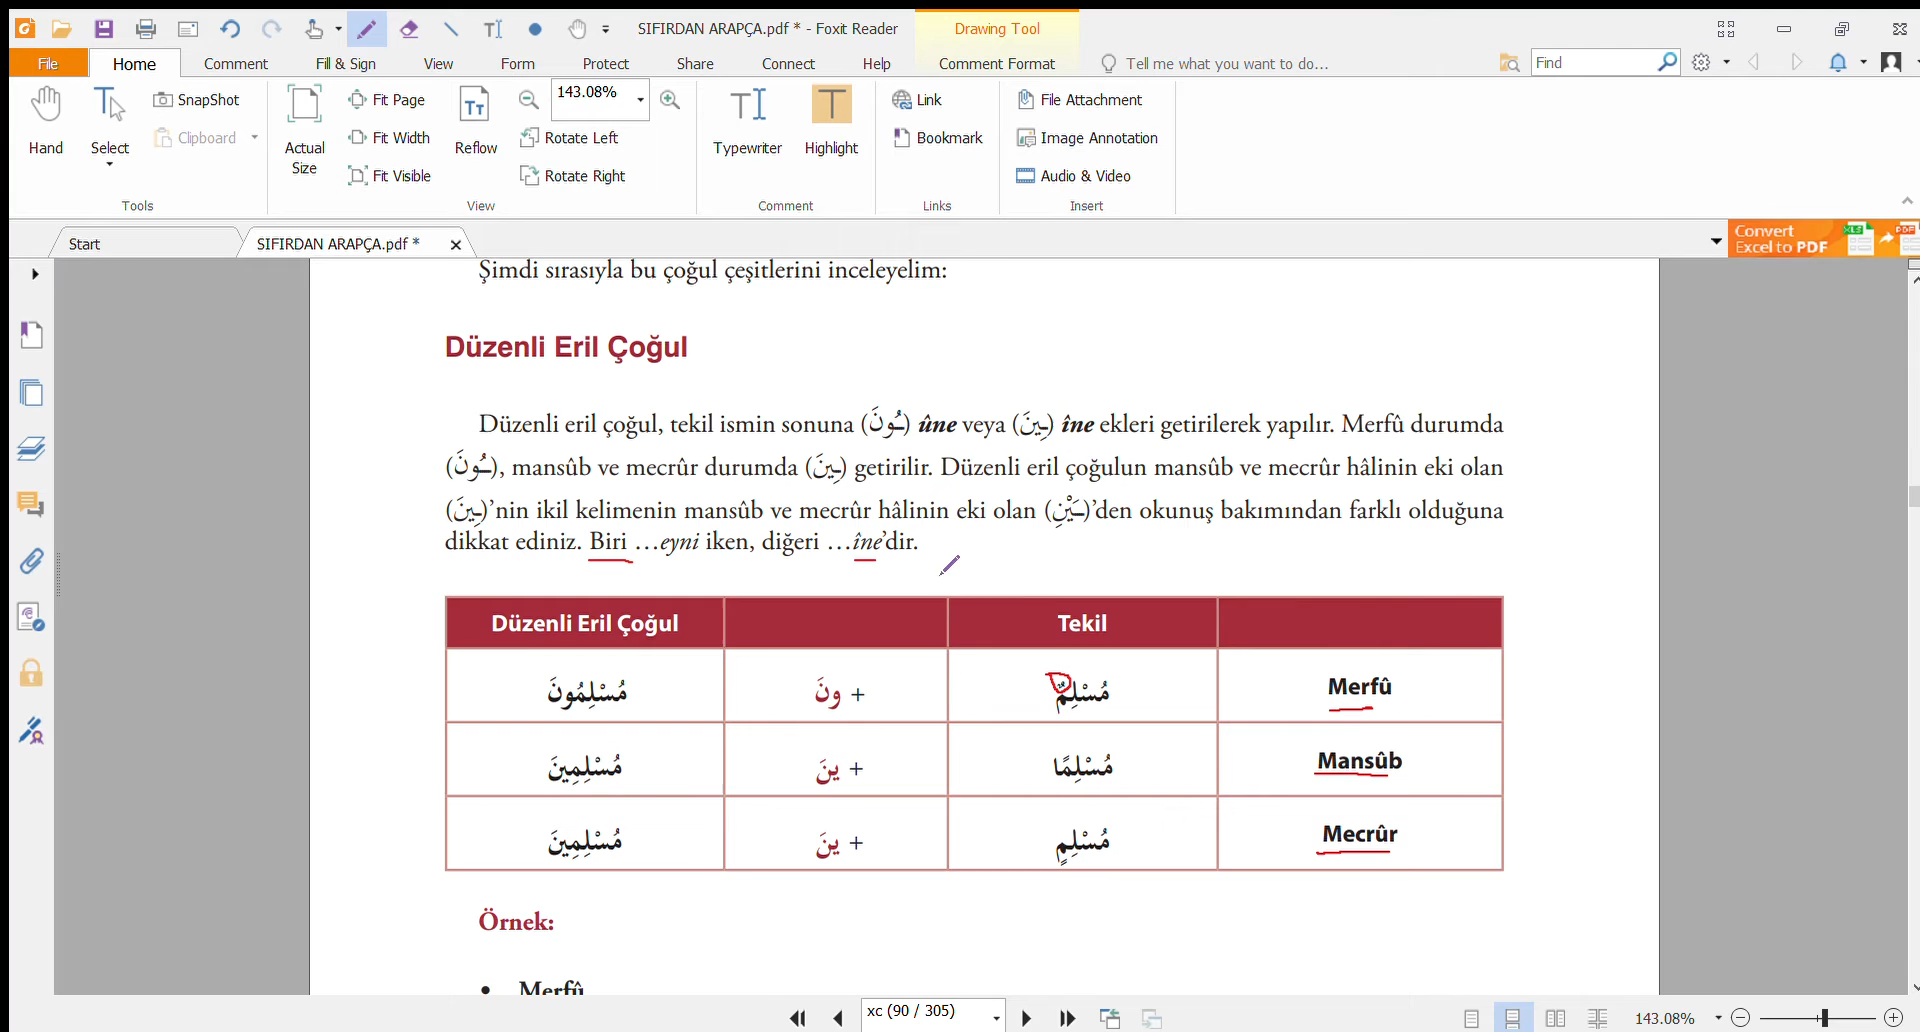 SIFIRDAN ARAPÇA.pdf * - Foxit Reader
Drawing Tool
File
Home
Comment
Fill & Sign
View
Form
Protect
Share
Connect
Help
Comment Format
Tell me what you want to do...
Find
Hand
Select
SnapShot
Clipboard
Tools
Actual
Size
Fit Page
Fit Width
Fit Visible
Reflow
143.08%
Rotate Left
Rotate Right
View
Typewriter
Highlight
Comment
Link
Bookmark
Links
File Attachment
Image Annotation
Audio & Video
Insert
Start
SIFIRDAN ARAPÇA.pdf *
Convert
Excel to PDF
XLS
PDF
Şimdi sırasıyla bu çoğul çeşitlerini inceleyelim:
Düzenli Eril Çoğul
Düzenli eril çoğul, tekil ismin sonuna (ـُونَ) ûne veya (ـِينَ) îne ekleri getirilerek yapılır. Merfû durumda
(ـُونَ), mansûb ve mecrûr durumda (ـِينَ) getirilir. Düzenli eril çoğulun mansûb ve mecrûr hâlinin eki olan
(ـِينَ)’nin ikil kelimenin mansûb ve mecrûr hâlinin eki olan (ـَيْنِ)’den okunuş bakımından farklı olduğuna
dikkat ediniz. Biri …eyni iken, diğeri …îne’dir.
Düzenli Eril Çoğul Tekil
مُسْلِمُونَ ونَ + مُسْلِمٌ Merfû
مُسْلِمِينَ ينَ + مُسْلِمًا Mansûb
مُسْلِمِينَ ينَ + مُسْلِمٍ Mecrûr
Örnek:
• Merfû
xc (90 / 305)
143.08%